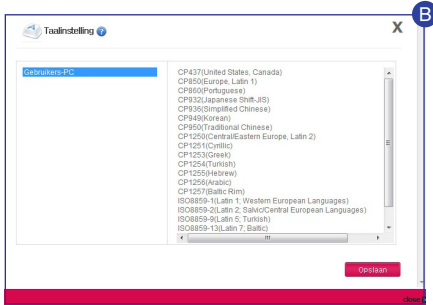 B
Taalinstelling ?
X
Gebruikers-PC
CP437(United States, Canada)
CP850(Europe, Latin 1)
CP860(Portuguese)
CP932(Japanese Shift-JIS)
CP936(Simplified Chinese)
CP949(Korean)
CP950(Traditional Chinese)
CP1250(Central/Eastern Europe, Latin 2)
CP1251(Cyrillic)
CP1253(Greek)
CP1254(Turkish)
CP1255(Hebrew)
CP1256(Arabic)
CP1257(Baltic Rim)
ISO8859-1(Latin 1; Western European Languages)
ISO8859-2(Latin 2; Salvic/Central European Languages)
ISO8859-9(Latin 5; Turkish)
ISO8859-13(Latin 7; Baltic)
Opslaan
close